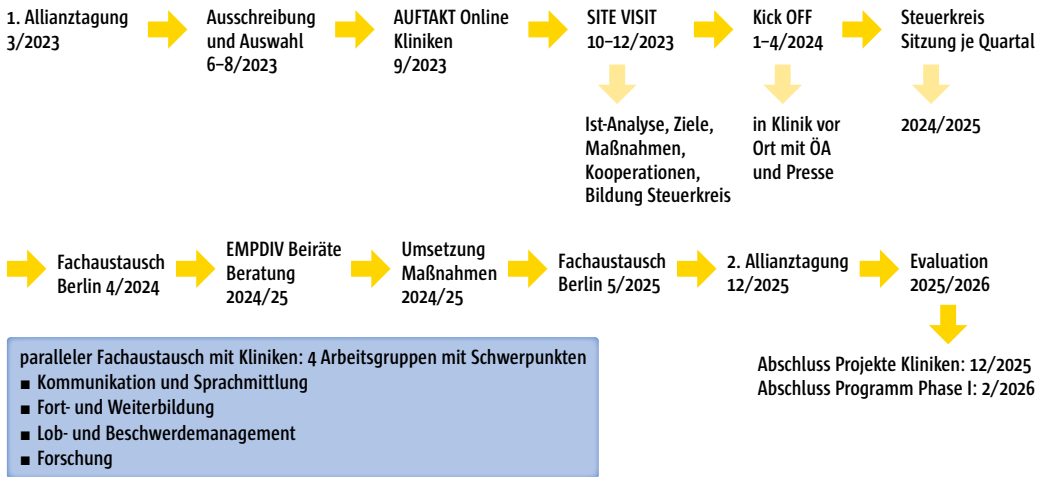 1. Allianztagung
3/2023
Ausschreibung
und Auswahl
6–8/2023
AUFTAKT Online
Kliniken
9/2023
SITE VISIT
10–12/2023
Kick OFF
1–4/2024
Steuerkreis
Sitzung je Quartal
Ist-Analyse, Ziele,
Maßnahmen,
Kooperationen,
Bildung Steuerkreis
in Klinik vor
Ort mit ÖA
und Presse
2024/2025
Fachaustausch
Berlin 4/2024
EMPDIV Beiräte
Beratung
2024/25
Umsetzung
Maßnahmen
2024/25
Fachaustausch
Berlin 5/2025
2. Allianztagung
12/2025
Evaluation
2025/2026
Abschluss Projekte Kliniken: 12/2025
Abschluss Programm Phase I: 2/2026
paralleler Fachaustausch mit Kliniken: 4 Arbeitsgruppen mit Schwerpunkten
■ Kommunikation und Sprachmittlung
■ Fort- und Weiterbildung
■ Lob- und Beschwerdemanagement
■ Forschung